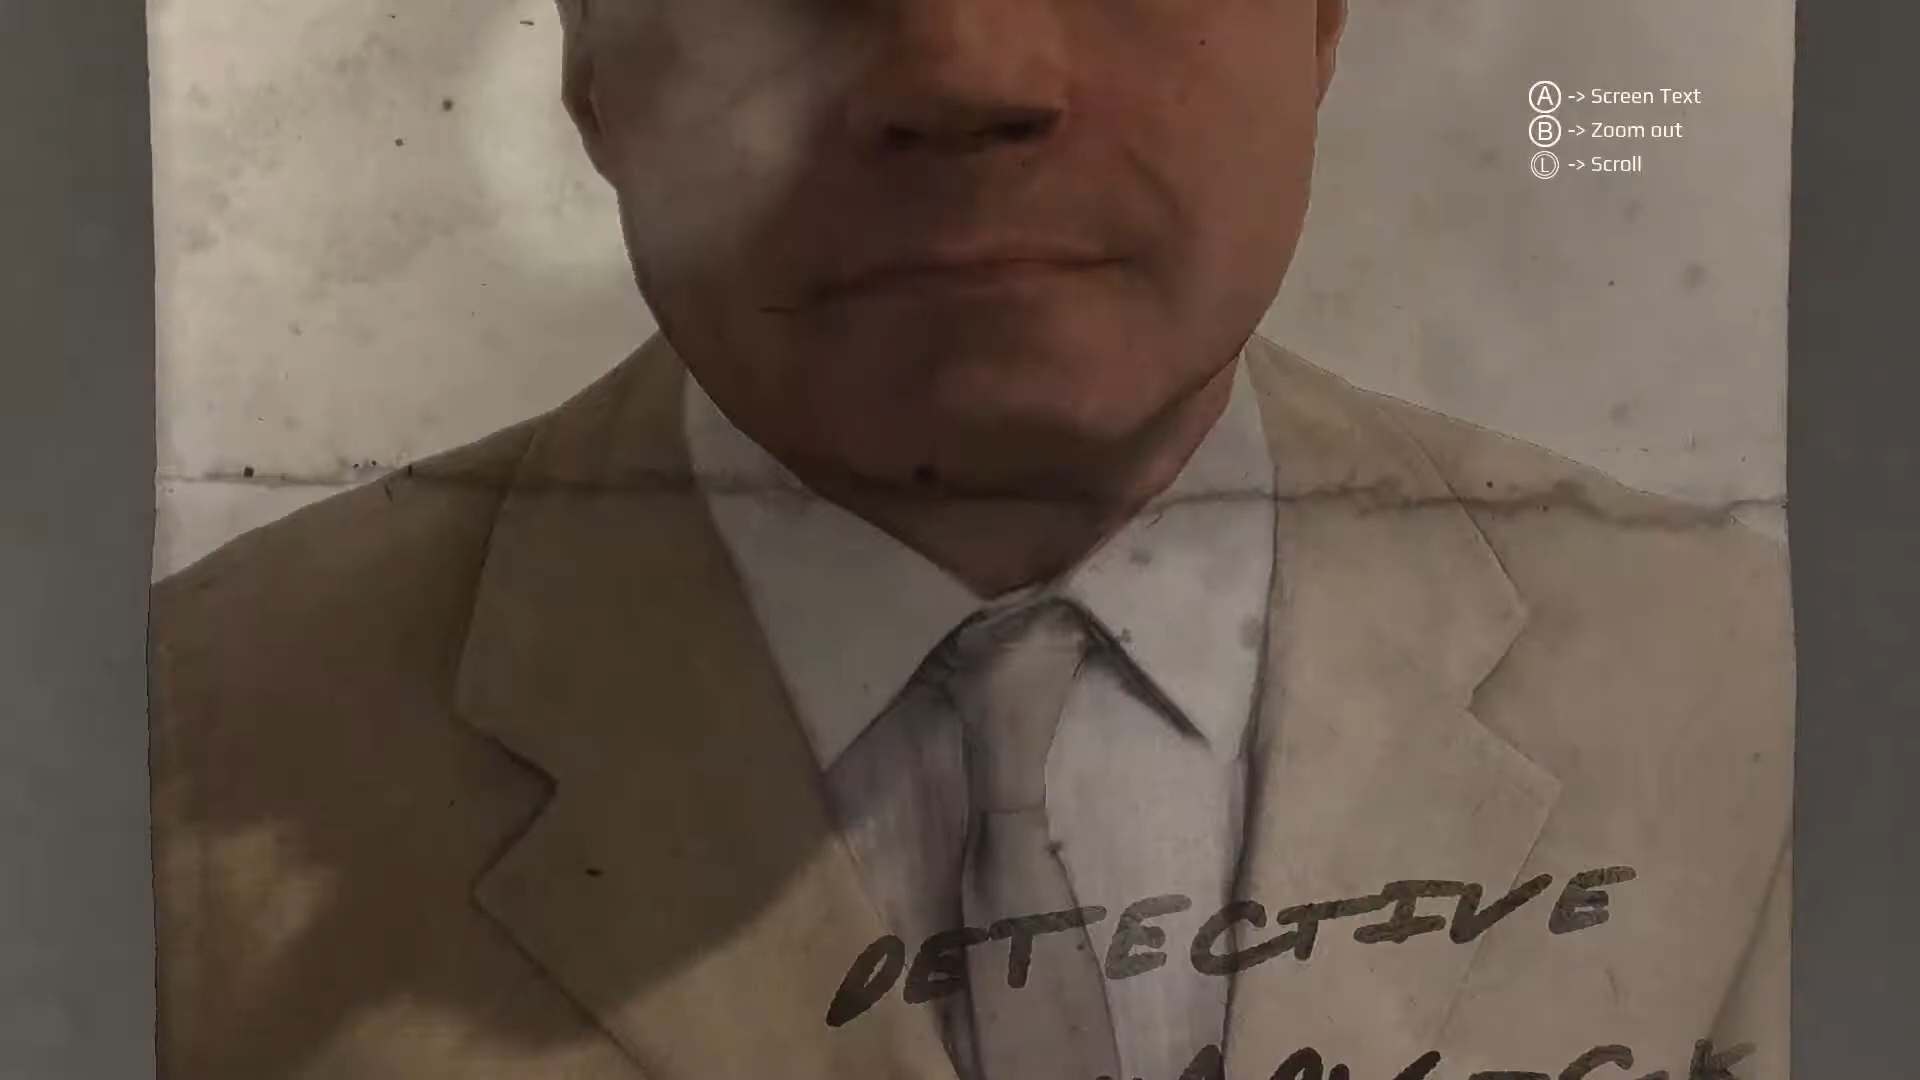 A -> Screen Text
B -> Zoom out
L -> Scroll
DETECTIVE